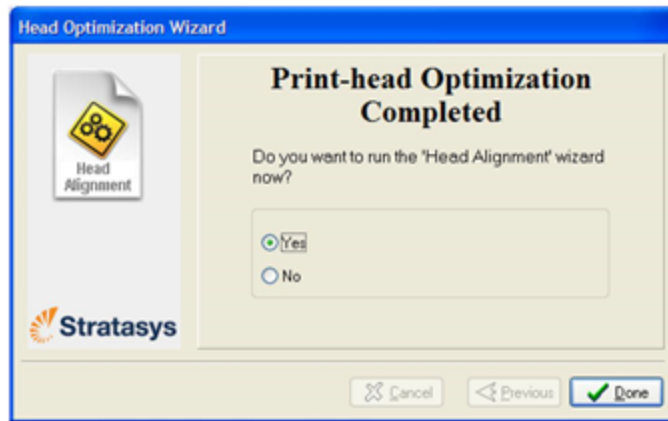 Head Optimization Wizard
Print-head Optimization
Completed
Head
Alignment
Do you want to run the 'Head Alignment' wizard
now?
Yes
No
Stratasys
Cancel
Previous
Done